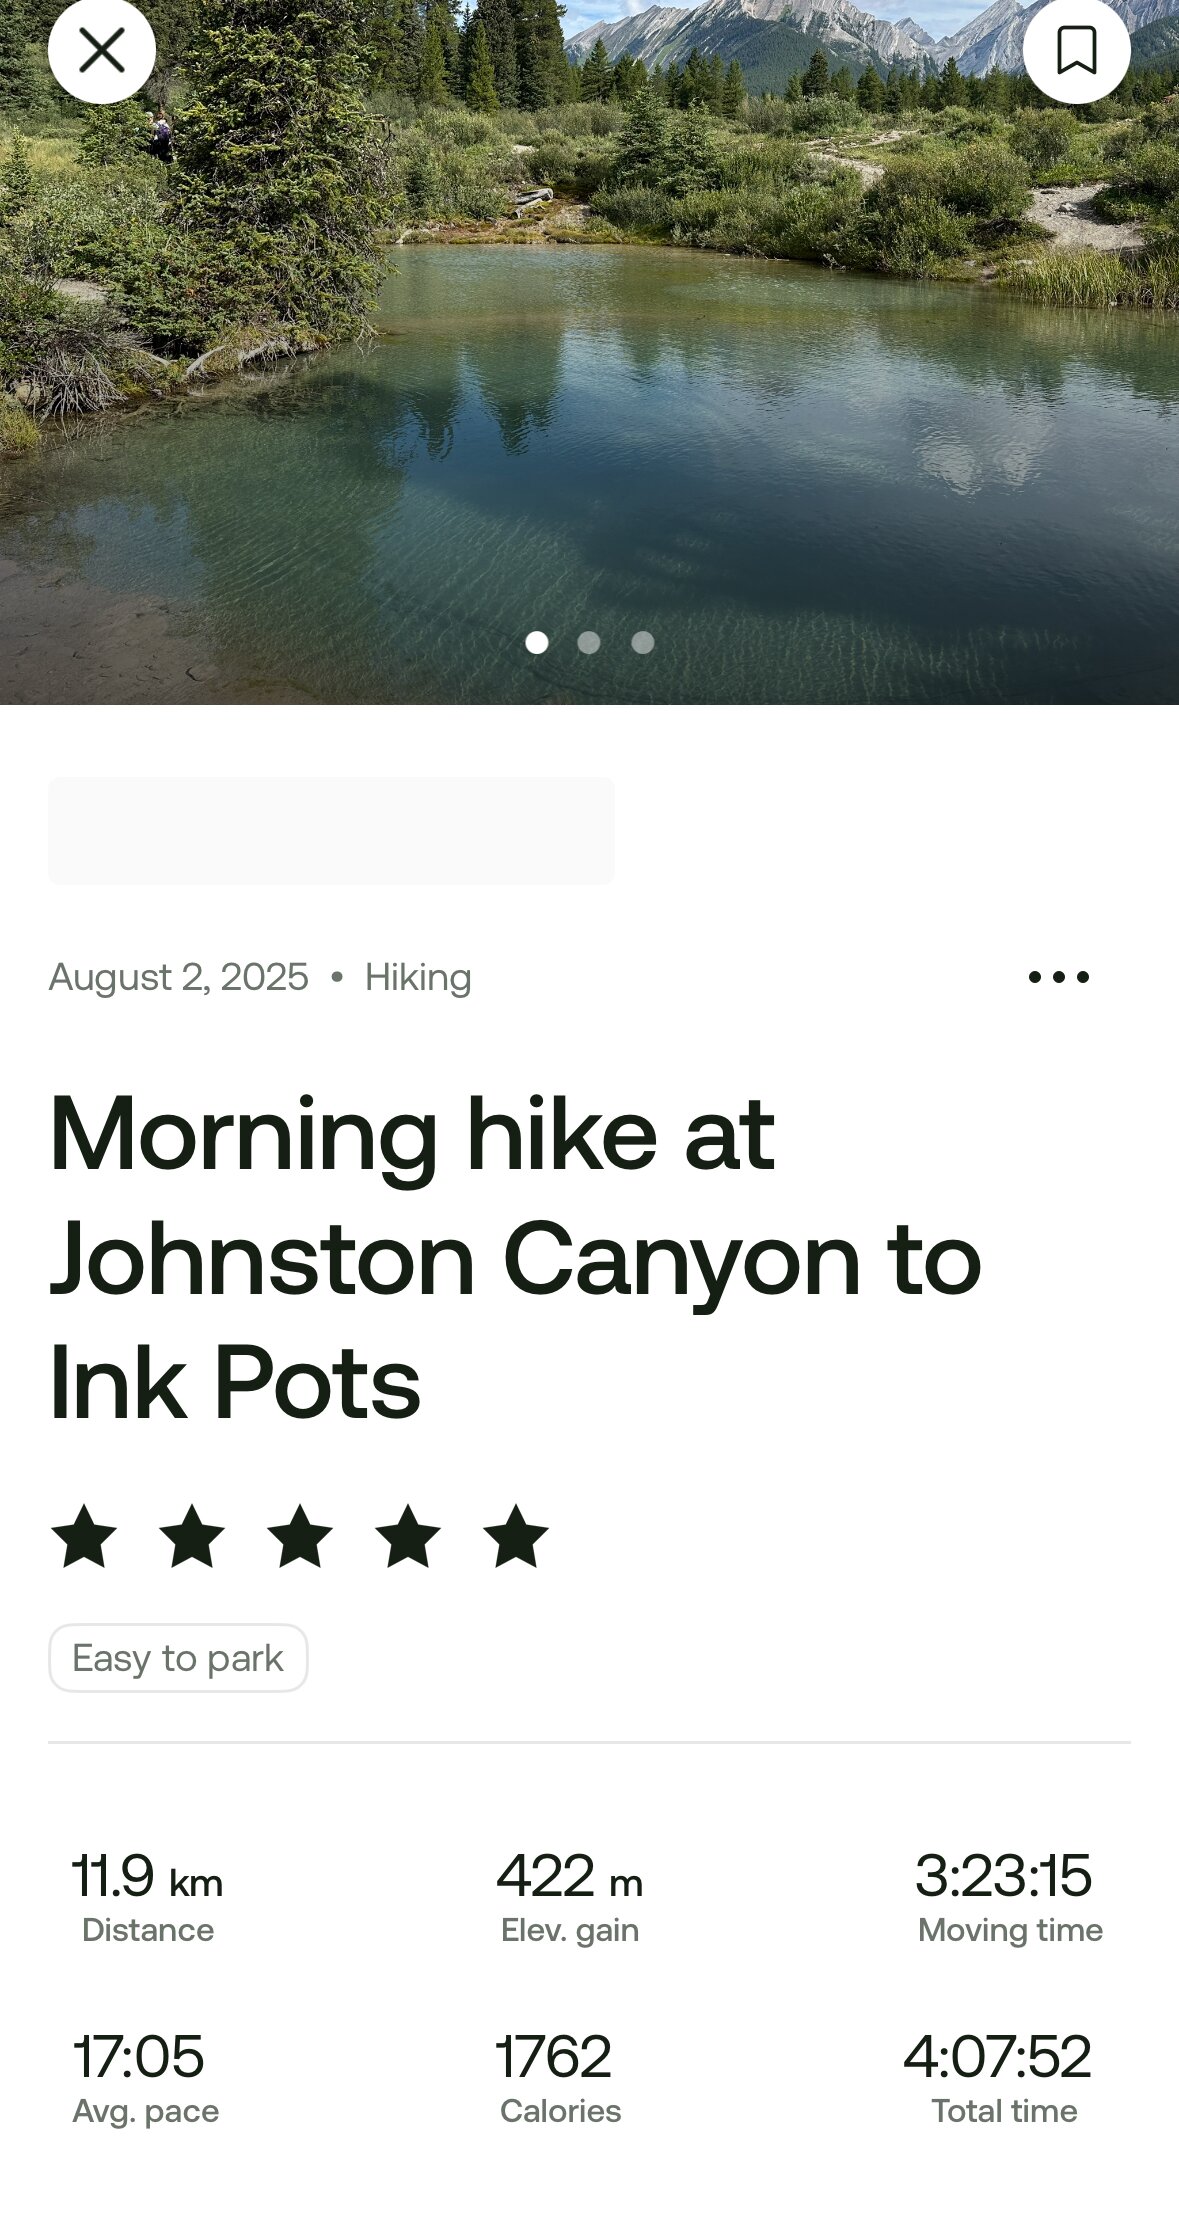 August 2, 2025 • Hiking
Morning hike at
Johnston Canyon to
Ink Pots
Easy to park
11.9 km 422 m 3:23:15
Distance Elev. gain Moving time
17:05 1762 4:07:52
Avg. pace Calories Total time